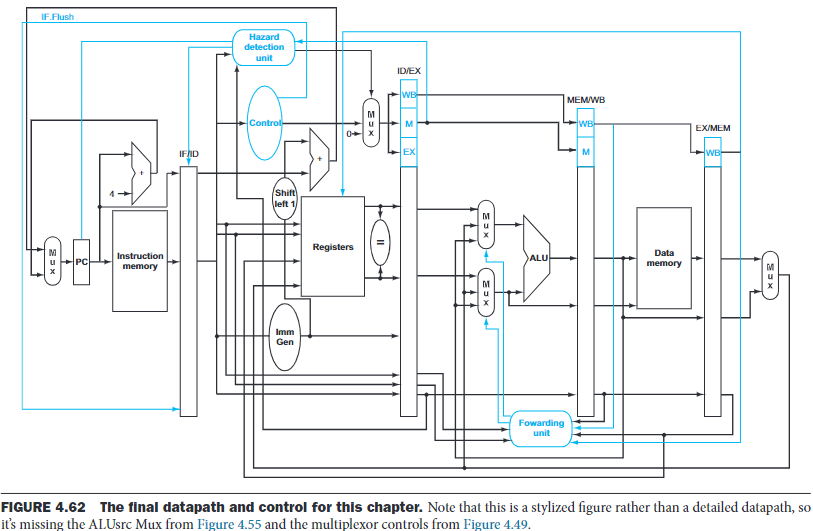 IF.Flush
Hazard
detection
unit
ID/EX
WB
MEM/WB
Control
M
u
x
M
WB
EX/MEM
0
IF/ID
+
EX
M
WB
+
4
Shift
left 1
M
u
x
M
u
x
PC
Instruction
memory
Registers
=
ALU
Data
memory
M
u
x
M
u
x
Imm
Gen
Fowarding
unit
FIGURE 4.62 The final datapath and control for this chapter. Note that this is a stylized figure rather than a detailed datapath, so
it's missing the ALUsrc Mux from Figure 4.55 and the multiplexor controls from Figure 4.49.